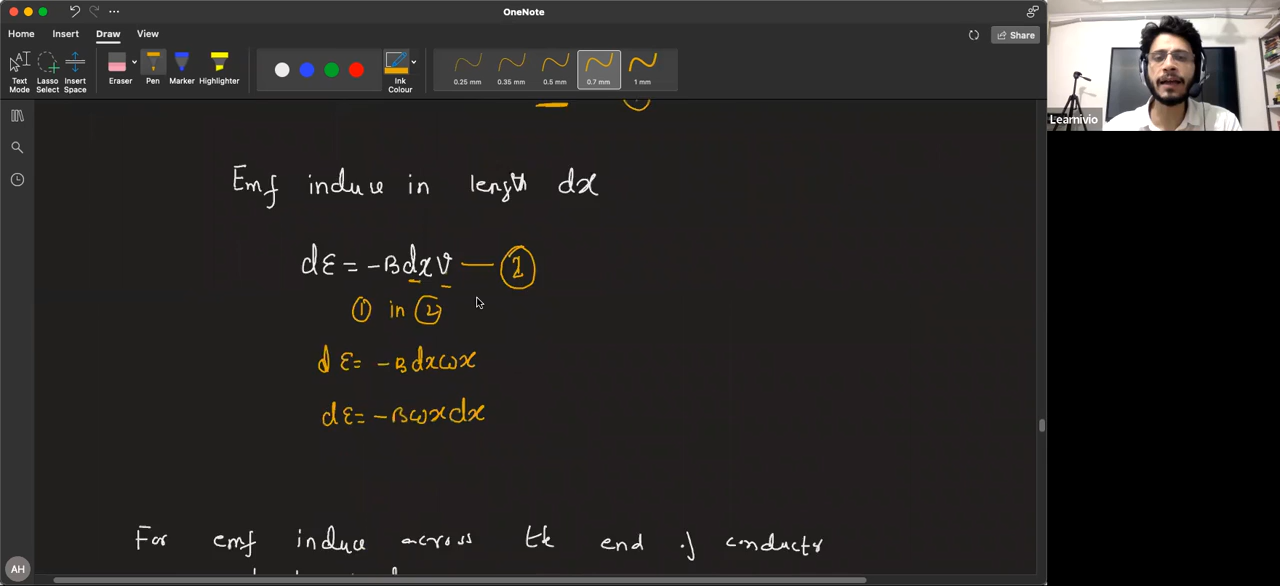 OneNote
Home Insert Draw View
Share
Text Mode Lasso Select Insert Space Eraser Pen Marker Highlighter Ink Colour 0.25 mm 0.35 mm 0.5 mm 0.7 mm 1 mm
Learnivio
Emf induce in length dx
dε = -Bdxv — ②
① in ②
dε = -Bdxωx
dε = -Bωxdx
For emf induce across the end of conductr
AH